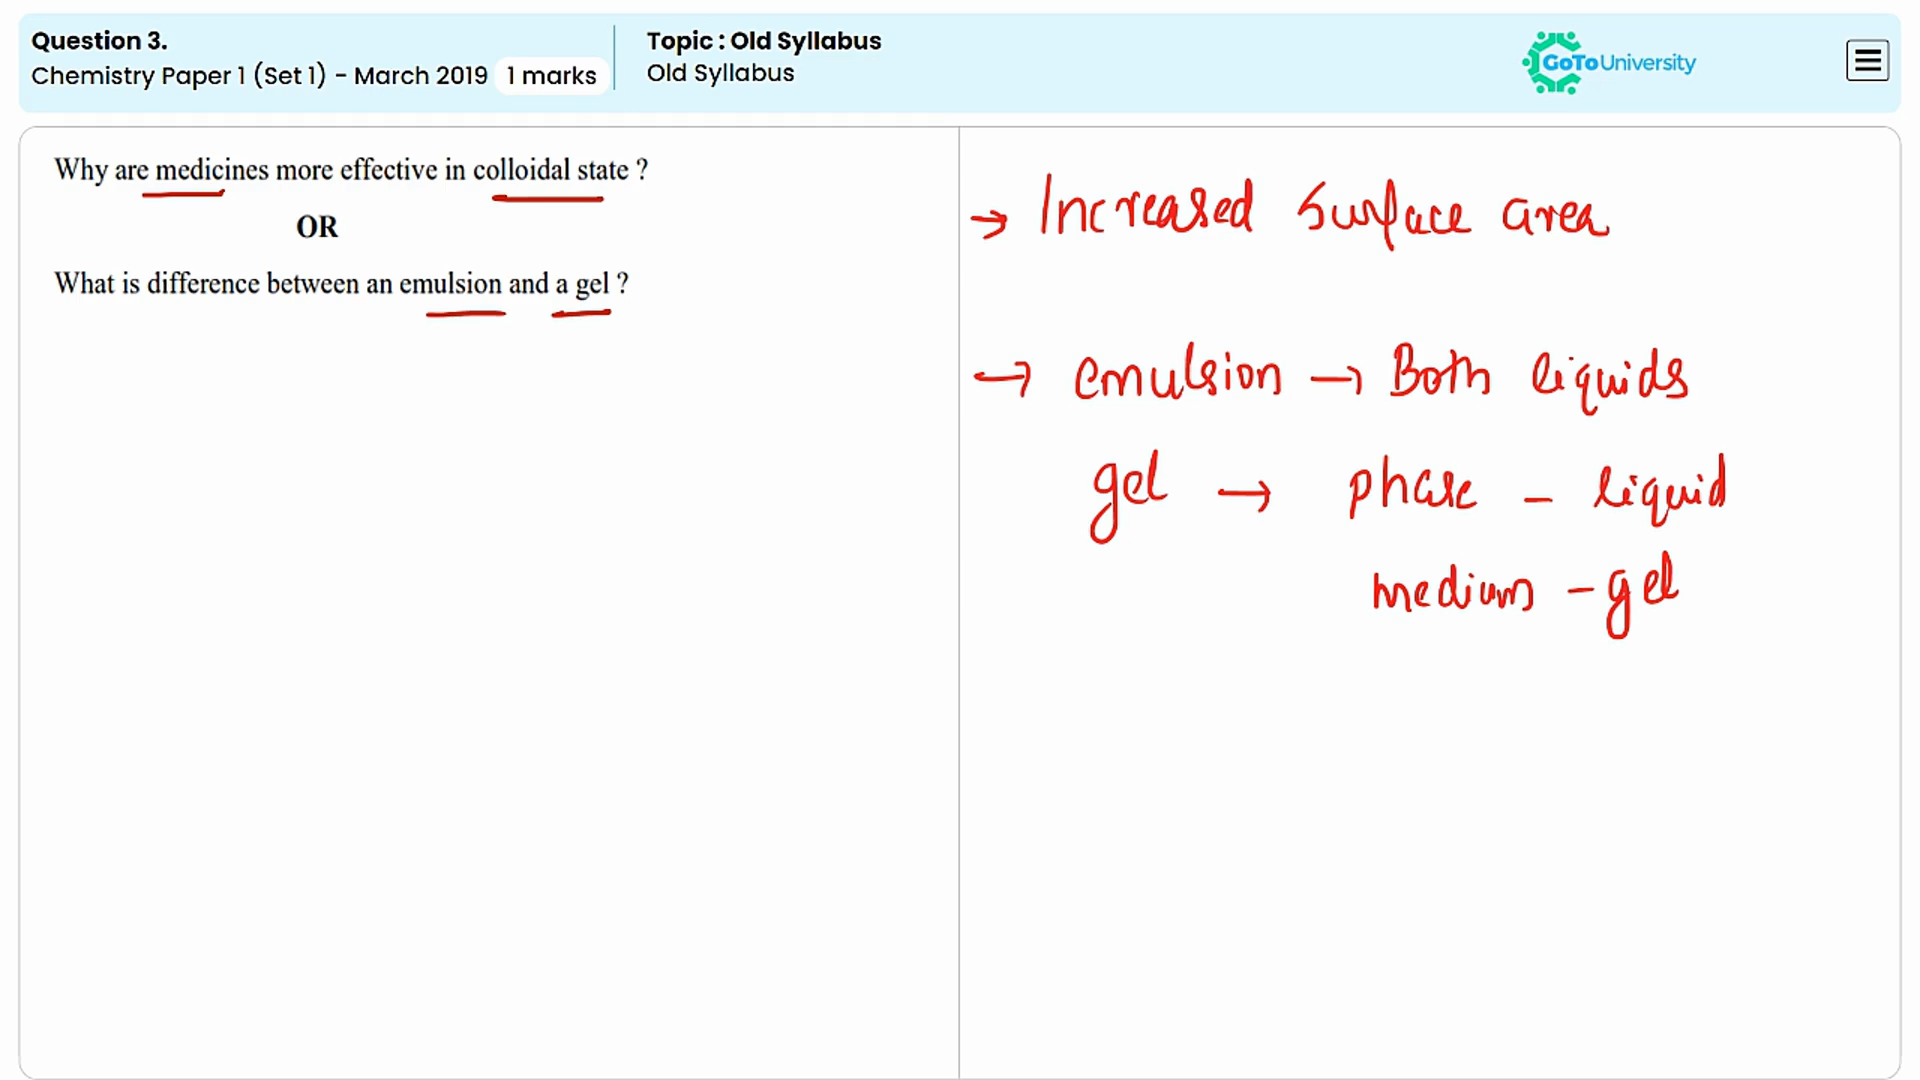 Question 3.
Chemistry Paper 1 (Set 1) - March 2019 1 marks
Topic : Old Syllabus
Old Syllabus
GoToUniversity
Why are medicines more effective in colloidal state ?
OR
What is difference between an emulsion and a gel ?
→ Increased surface area
→ emulsion → Both liquids
gel → phase - liquid
medium - gel